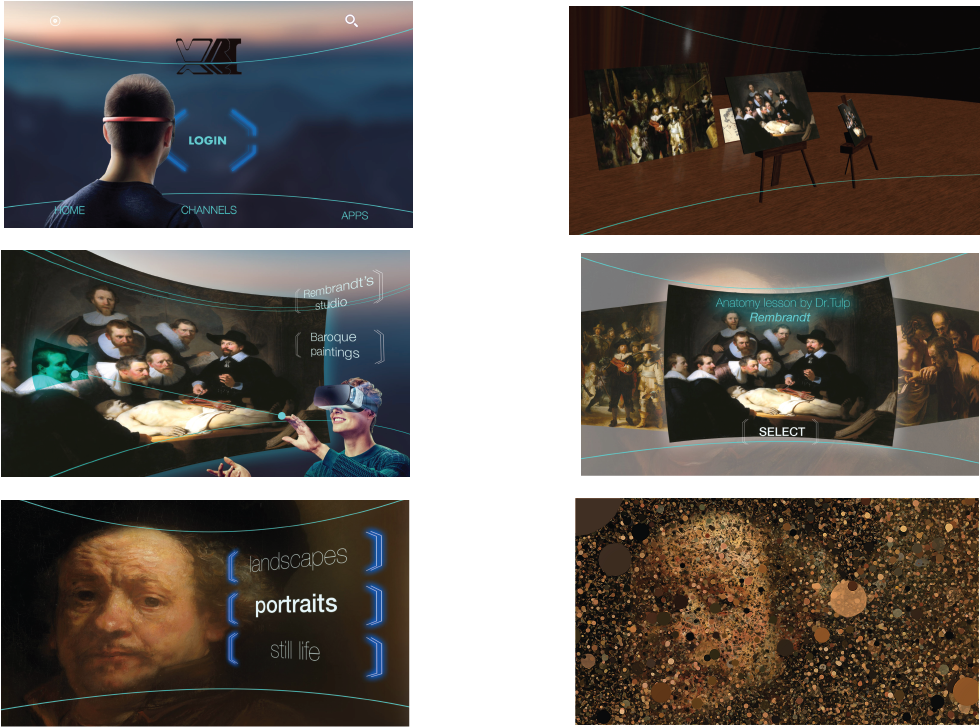 LOGIN
HOME
CHANNELS
APPS
Rembrandt's
studio
Baroque
paintings
Anatomy lesson by Dr.Tulp
Rembrandt
SELECT
landscapes
portraits
still life